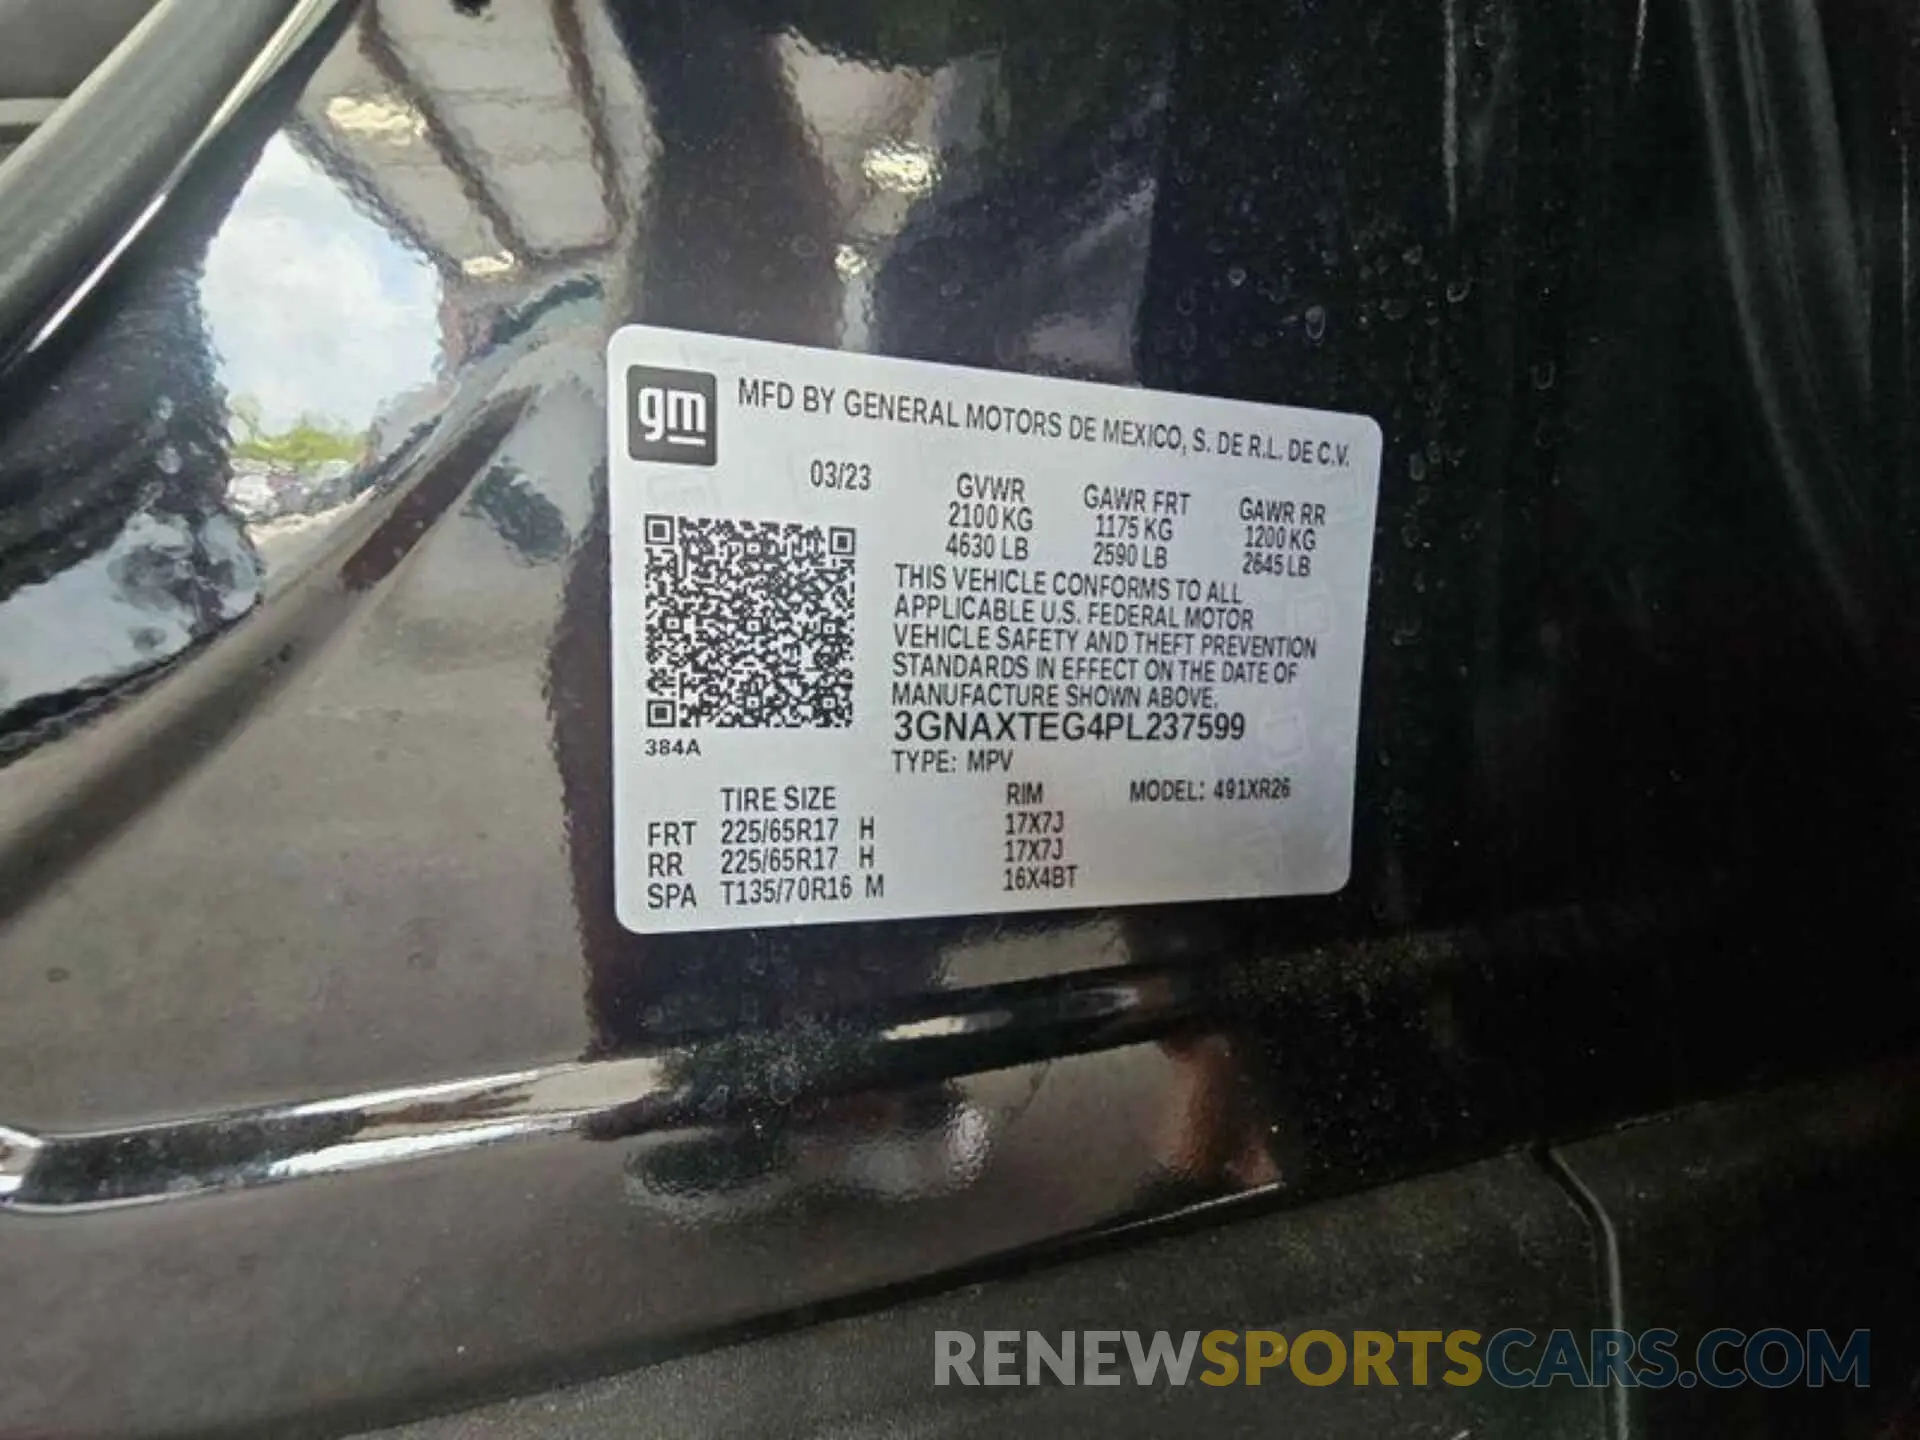 gm
MFD BY GENERAL MOTORS DE MEXICO, S. DE R.L. DE C.V.
03/23 GVWR GAWR FRT GAWR RR
2100 KG 1175 KG 1200 KG
4630 LB 2590 LB 2645 LB
THIS VEHICLE CONFORMS TO ALL
APPLICABLE U.S. FEDERAL MOTOR
VEHICLE SAFETY AND THEFT PREVENTION
STANDARDS IN EFFECT ON THE DATE OF
MANUFACTURE SHOWN ABOVE.
3GNAXTEG4PL237599
384A
TYPE: MPV
TIRE SIZE RIM MODEL: 491XR26
FRT 225/65R17 H 17X7J
RR 225/65R17 H 17X7J
SPA T135/70R16 M 16X4BT
RENEWSPORTSCARS.COM